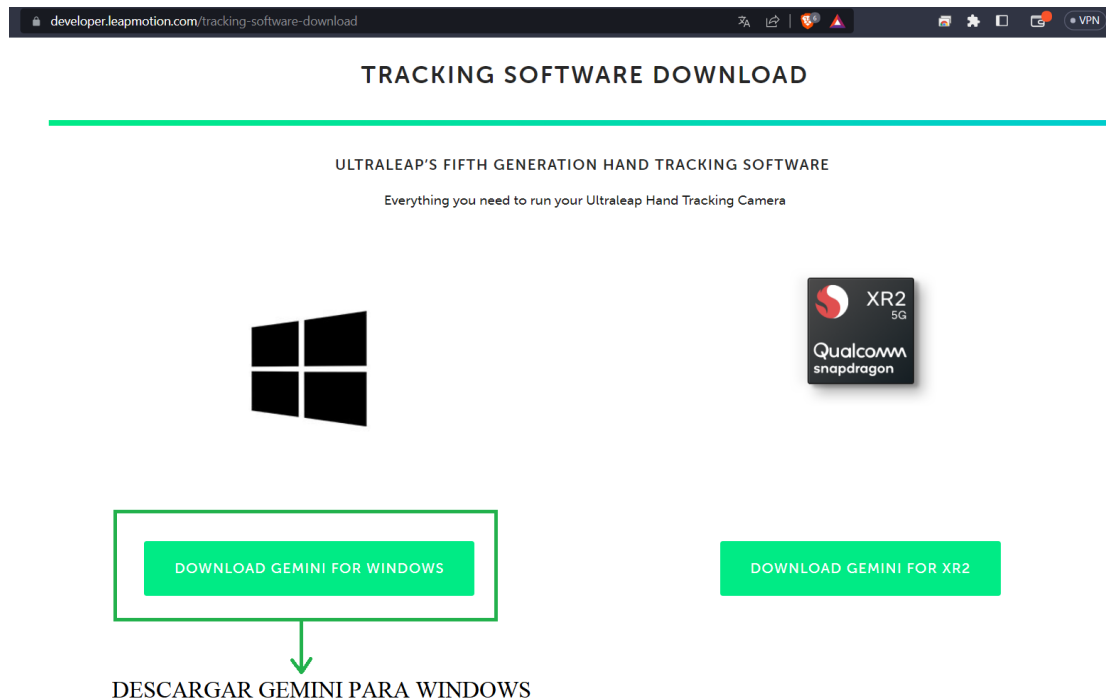 developer.leapmotion.com/tracking-software-download
VPN
TRACKING SOFTWARE DOWNLOAD
ULTRALEAP'S FIFTH GENERATION HAND TRACKING SOFTWARE
Everything you need to run your Ultraleap Hand Tracking Camera
XR2
5G
Qualcomm
snapdragon
DOWNLOAD GEMINI FOR WINDOWS
DOWNLOAD GEMINI FOR XR2
DESCARGAR GEMINI PARA WINDOWS